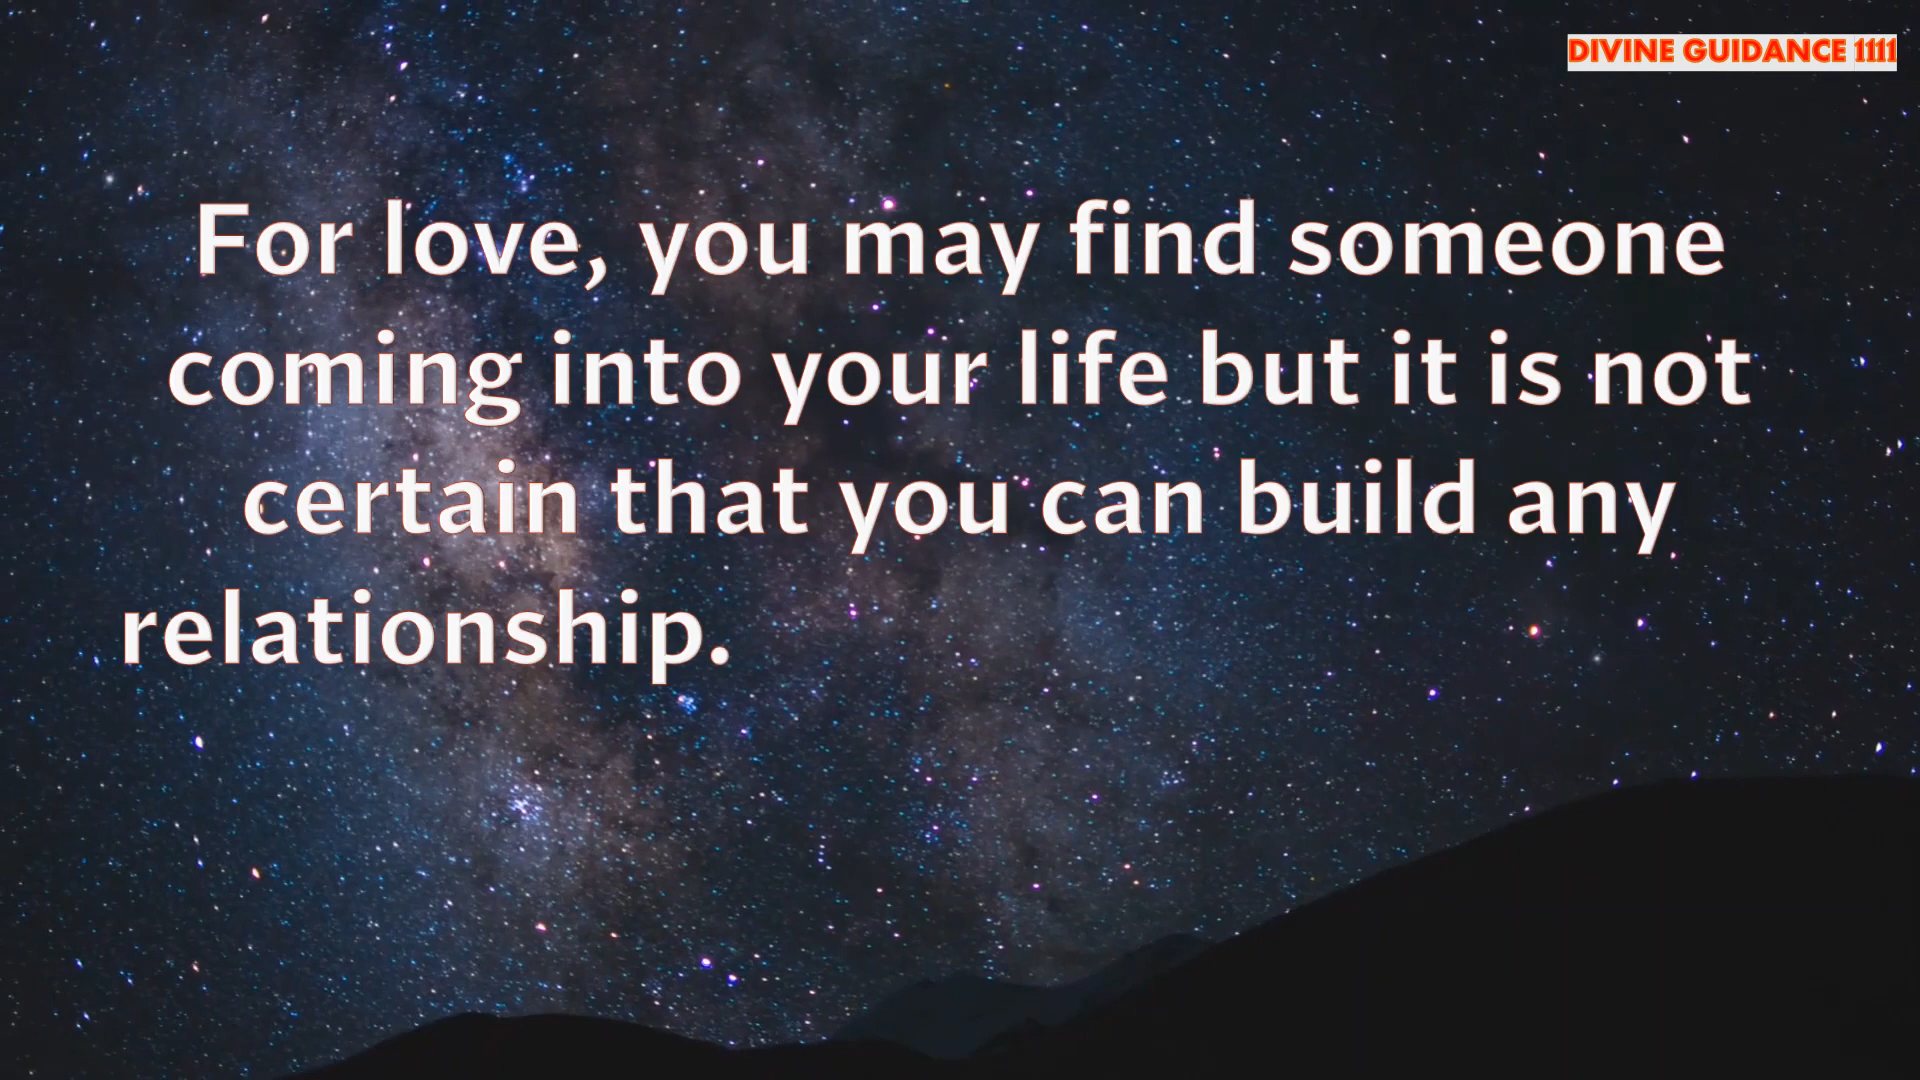 DIVINE GUIDANCE 1111
For love, you may find someone
coming into your life but it is not
certain that you can build any
relationship.